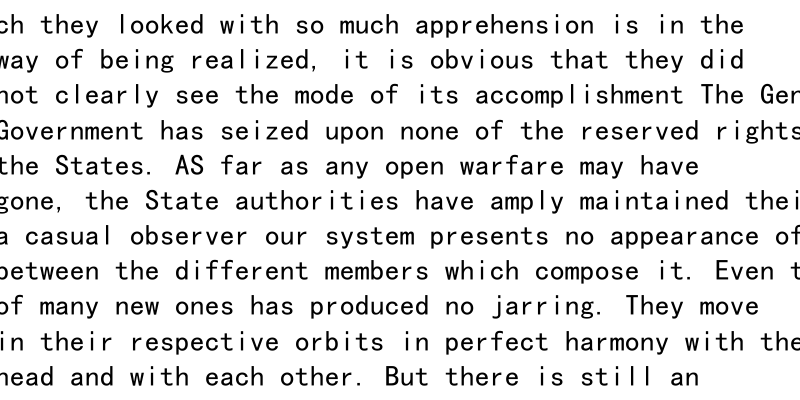 ch they looked with so much apprehension is in the
way of being realized, it is obvious that they did
not clearly see the mode of its accomplishment The Gen
Government has seized upon none of the reserved rights
the States. AS far as any open warfare may have
gone, the State authorities have amply maintained thei
a casual observer our system presents no appearance of
between the different members which compose it. Even t
of many new ones has produced no jarring. They move
in their respective orbits in perfect harmony with the
head and with each other. But there is still an